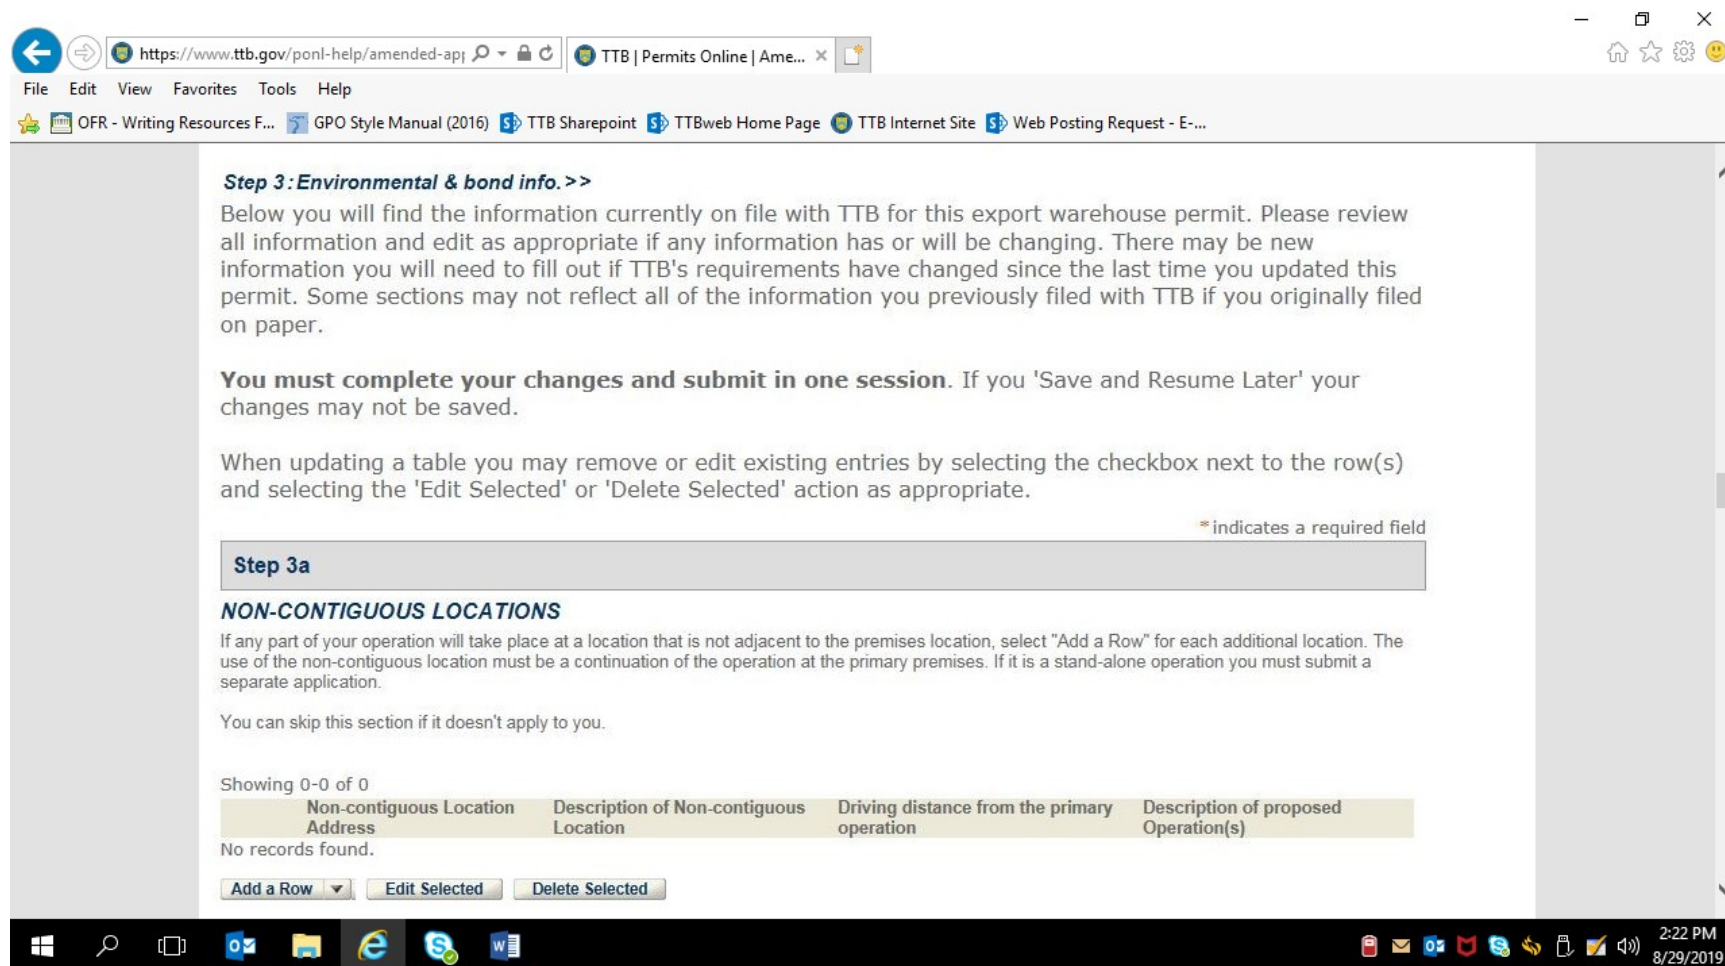 https://www.ttb.gov/ponl-help/amended-ap
TTB | Permits Online | Ame...
File Edit View Favorites Tools Help
OFR - Writing Resources F... GPO Style Manual (2016) TTB Sharepoint TTBweb Home Page TTB Internet Site Web Posting Request - E-...
Step 3:Environmental & bond info.>>
Below you will find the information currently on file with TTB for this export warehouse permit. Please review
all information and edit as appropriate if any information has or will be changing. There may be new
information you will need to fill out if TTB's requirements have changed since the last time you updated this
permit. Some sections may not reflect all of the information you previously filed with TTB if you originally filed
on paper.
You must complete your changes and submit in one session. If you 'Save and Resume Later' your
changes may not be saved.
When updating a table you may remove or edit existing entries by selecting the checkbox next to the row(s)
and selecting the 'Edit Selected' or 'Delete Selected' action as appropriate.
*indicates a required field
Step 3a
NON-CONTIGUOUS LOCATIONS
If any part of your operation will take place at a location that is not adjacent to the premises location, select "Add a Row" for each additional location. The
use of the non-contiguous location must be a continuation of the operation at the primary premises. If it is a stand-alone operation you must submit a
separate application.
You can skip this section if it doesn't apply to you.
Showing 0-0 of 0
Non-contiguous Location Description of Non-contiguous Driving distance from the primary Description of proposed
Address Location operation Operation(s)
No records found.
Add a Row Edit Selected Delete Selected
2:22 PM
8/29/2019